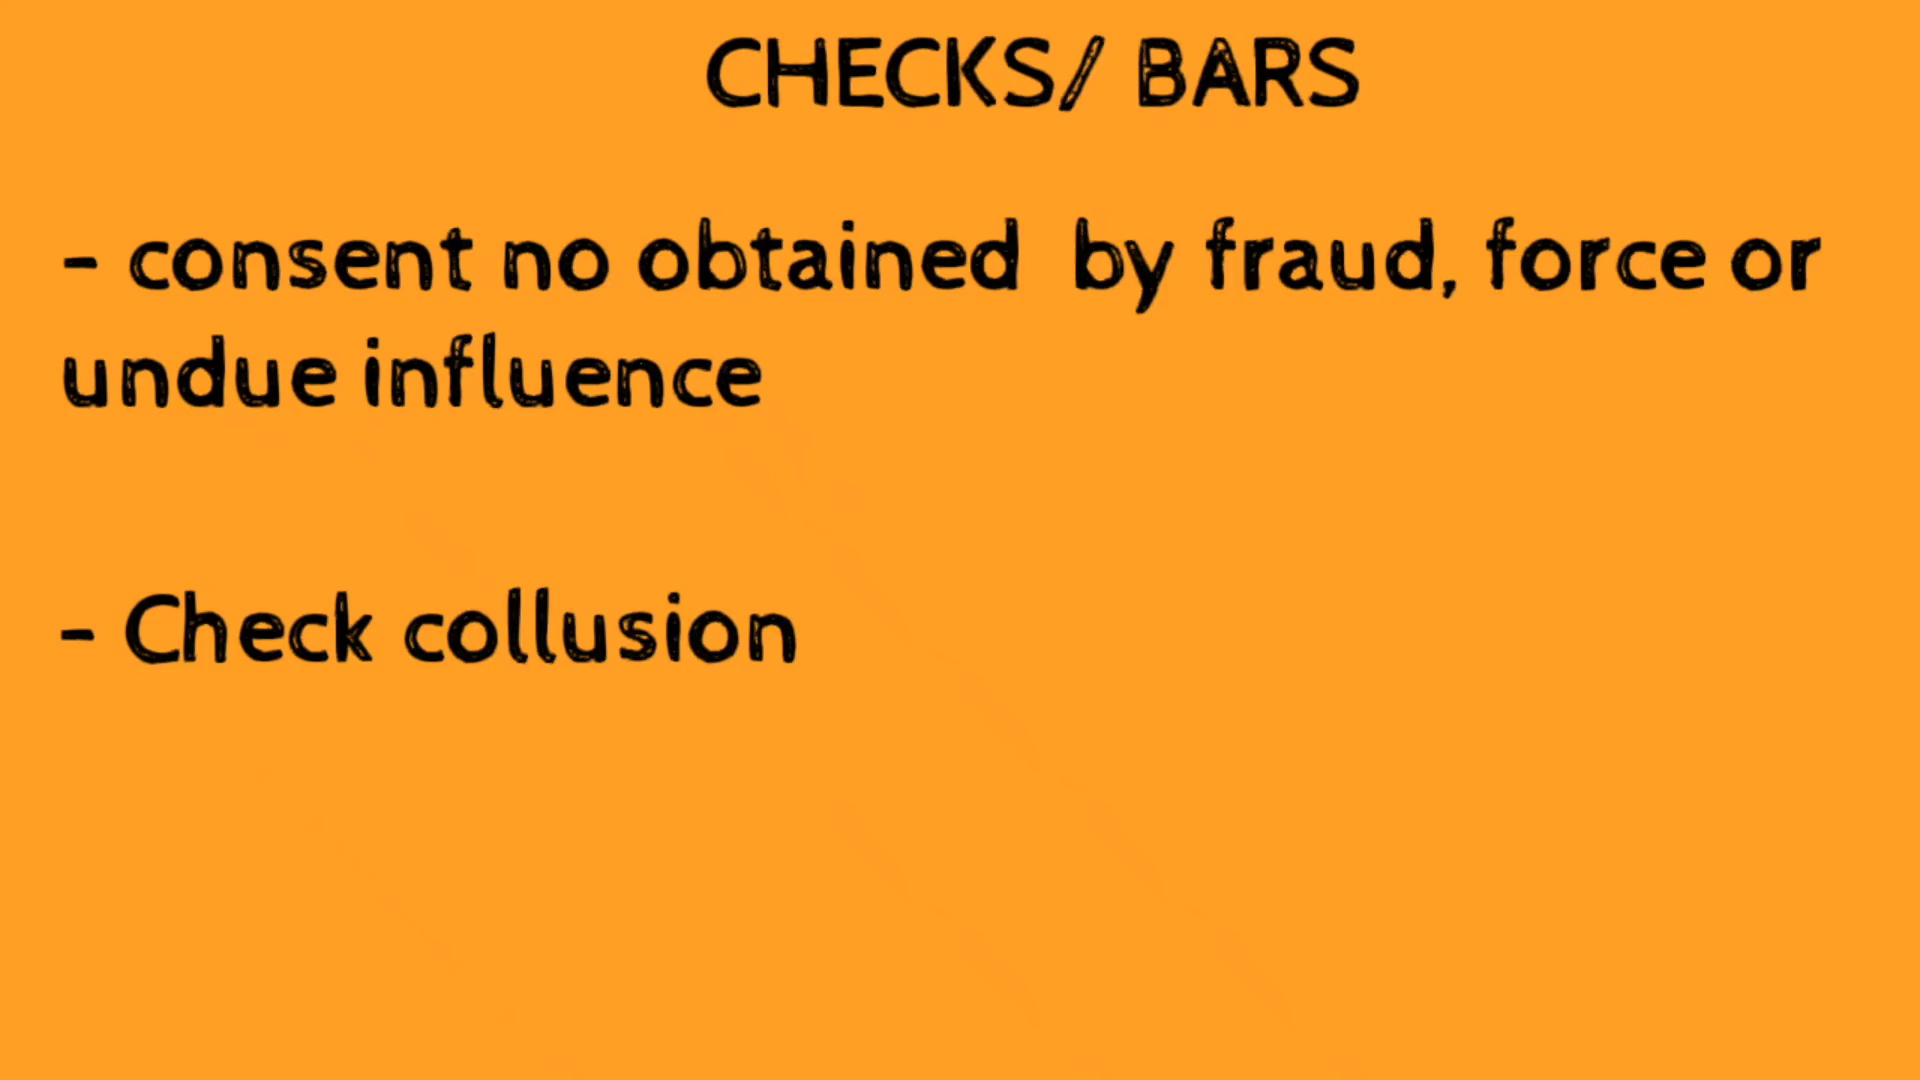 CHECKS/ BARS
- consent no obtained by fraud, force or
undue influence
- Check collusion